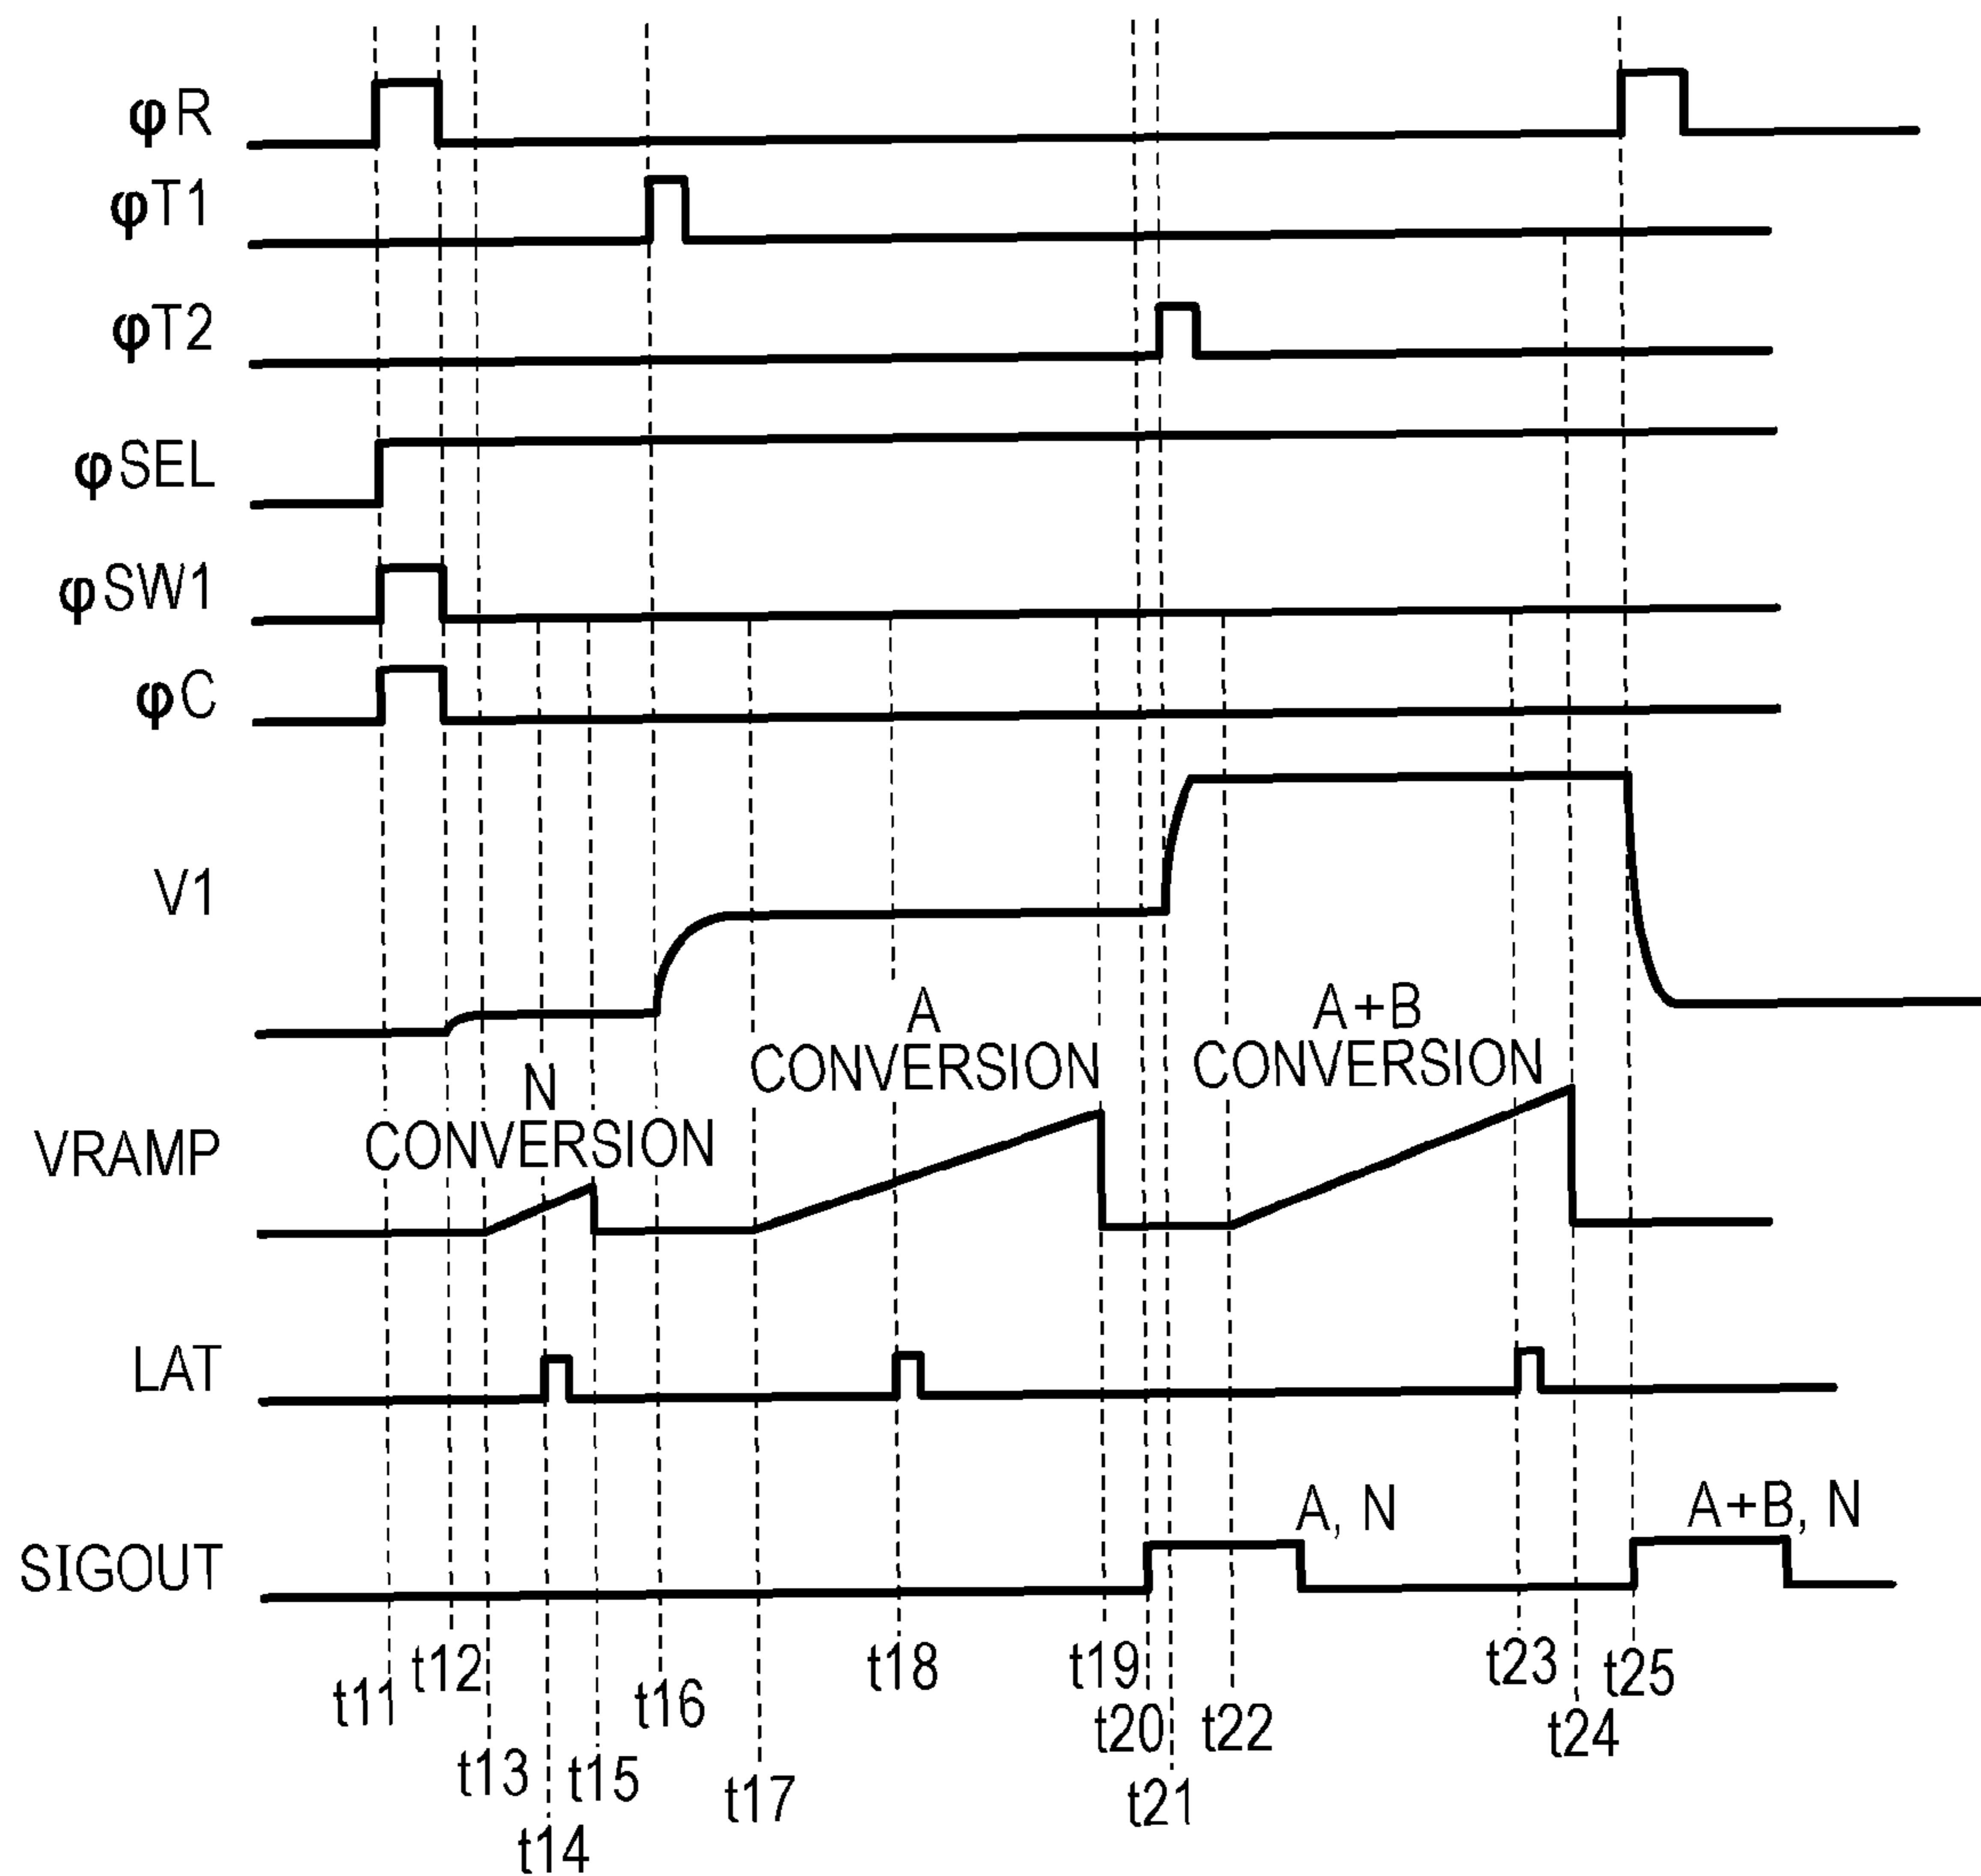 φR
φT1
φT2
φSEL
φSW1
φC
V1
A
CONVERSION
A+B
CONVERSION
N
CONVERSION
VRAMP
LAT
A, N
A+B, N
SIGOUT
t11
t12
t13
t14
t15
t16
t17
t18
t19
t20
t21
t22
t23
t24
t25